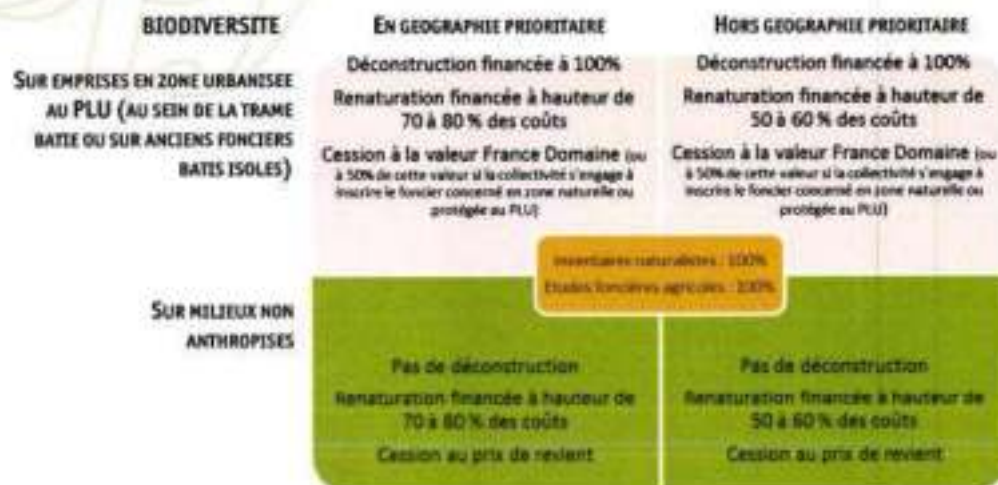 BIODIVERSITE
EN GEOGRAPHIE PRIORITAIRE
HORS GEOGRAPHIE PRIORITAIRE
SUR EMPRISES EN ZONE URBANISEE
AU PLU (AU SEIN DE LA TRAME
BATIE OU SUR ANCIENS FONCIERS
BATIS ISOLES)
Déconstruction financée à 100%
Renaturation financée à hauteur de
70 à 80 % des coûts
Cession à la valeur France Domaine (ou
à 50% de cette valeur si la collectivité s'engage à
inscrire le foncier concerné en zone naturelle ou
protégée au PLU)
Déconstruction financée à 100%
Renaturation financée à hauteur de
50 à 60 % des coûts
Cession à la valeur France Domaine (ou
à 50% de cette valeur si la collectivité s'engage à
inscrire le foncier concerné en zone naturelle ou
protégée au PLU)
Inventaires naturalistes : 100%
Etudes foncières agricoles : 100%
SUR MILIEUX NON
ANTHROPISES
Pas de déconstruction
Renaturation financée à hauteur de
70 à 80 % des coûts
Cession au prix de revient
Pas de déconstruction
Renaturation financée à hauteur de
50 à 60 % des coûts
Cession au prix de revient